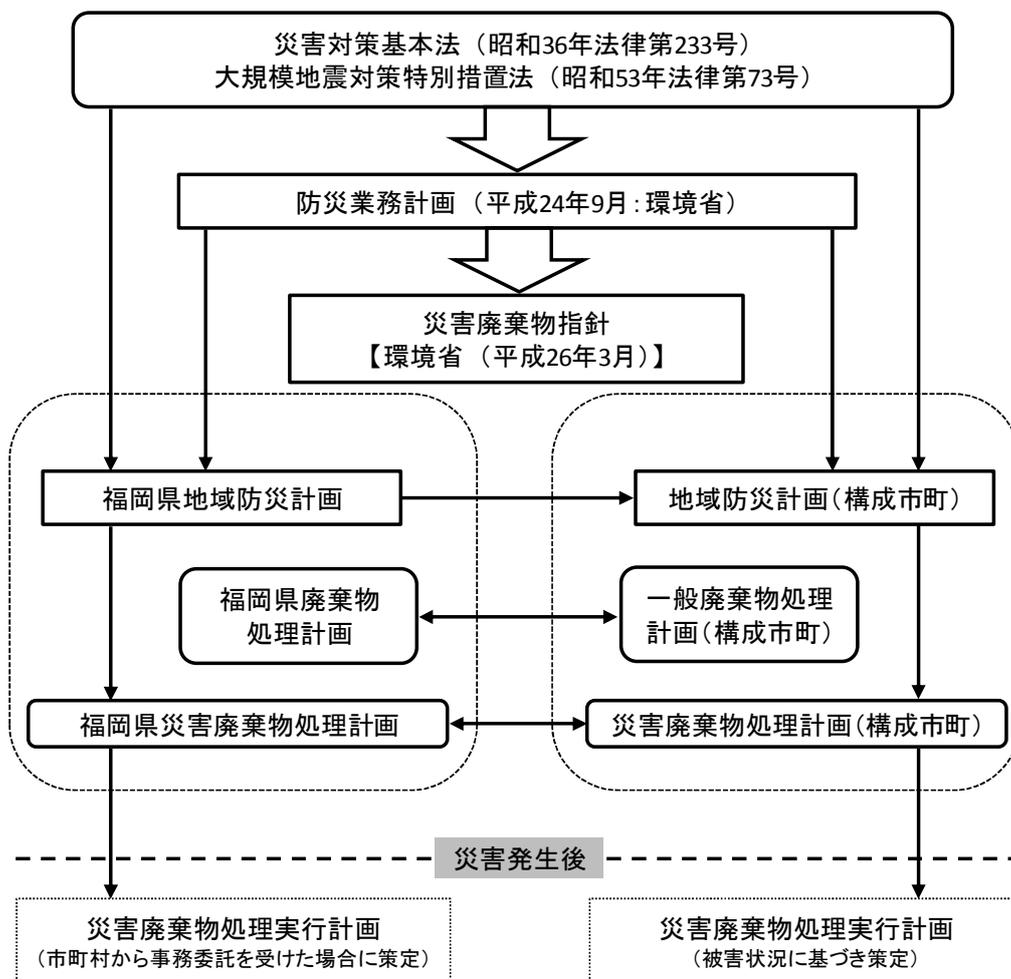 災害対策基本法（昭和36年法律第233号）
大規模地震対策特別措置法（昭和53年法律第73号）
防災業務計画（平成24年9月：環境省）
災害廃棄物指針
【環境省（平成26年3月）】
福岡県地域防災計画
地域防災計画（構成市町）
福岡県廃棄物
処理計画
一般廃棄物処理
計画（構成市町）
福岡県災害廃棄物処理計画
災害廃棄物処理計画（構成市町）
災害発生後
災害廃棄物処理実行計画
（市町村から事務委託を受けた場合に策定）
災害廃棄物処理実行計画
（被害状況に基づき策定）